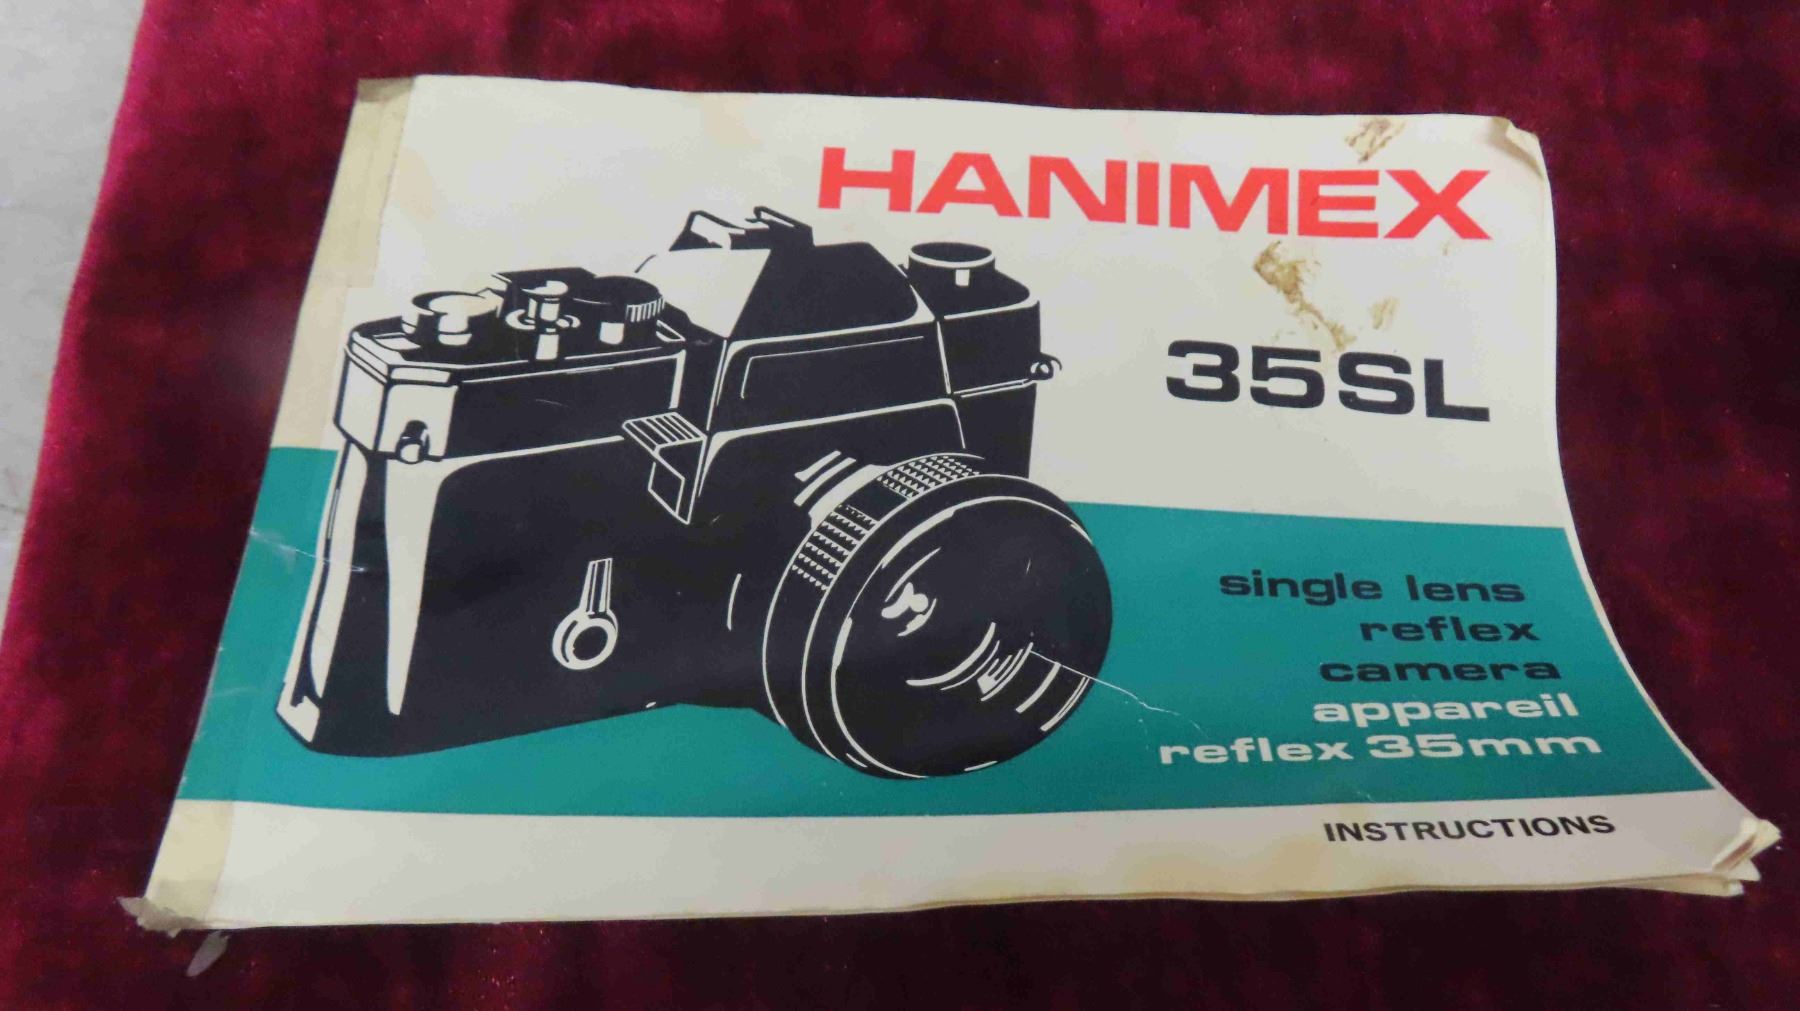 HANIMEX
35SL
single lens
reflex
camera
appareil
reflex 35mm
INSTRUCTIONS